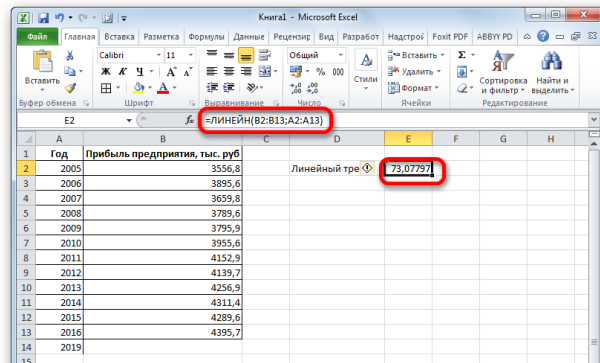 Книга1 - Microsoft Excel
Файл Главная Вставка Разметка Формулы Данные Рецензир Вид Разработ Надстрой Foxit PDF ABBYY PD
Calibri 11 Общий Вставить Σ
Вставить Ж К Ч % 000 Стили Удалить Сортировка и фильтр Найти и выделить
Формат
Буфер обмена Шрифт Выравнивание Число Ячейки Редактирование
E2 fx =ЛИНЕЙН(B2:B13;A2:A13)
A B C D E F G H
1 Год Прибыль предприятия, тыс. руб
2 2005 3556,8 Линейный тре 73,07797
3 2006 3895,6
4 2007 3659,8
5 2008 3789,6
6 2009 3795,9
7 2010 3955,6
8 2011 4152,9
9 2012 4139,7
10 2013 4256,9
11 2014 4311,4
12 2015 4289,6
13 2016 4395,7
14 2019
15